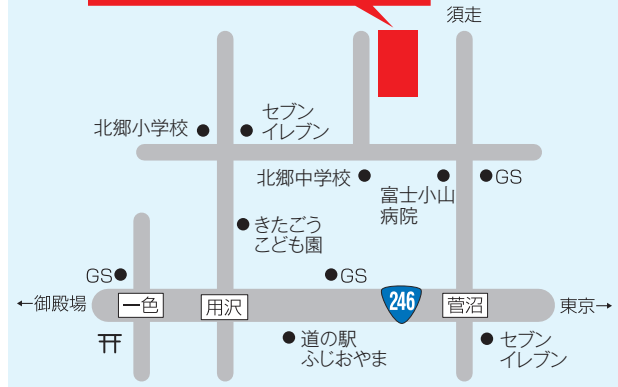 須走
セブン
イレブン
北郷小学校
北郷中学校
富士小山
病院
GS
きたごう
こども園
GS
GS
←御殿場
一色
用沢
246
菅沼
東京→
道の駅
ふじおやま
セブン
イレブン